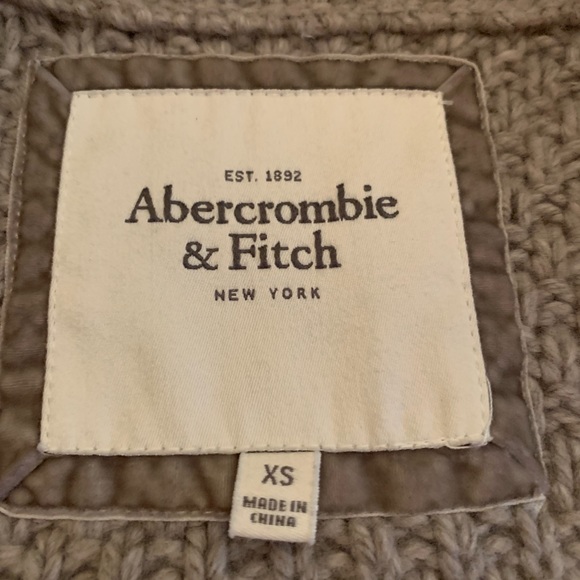 EST. 1892
Abercrombie
& Fitch
NEW YORK
XS
MADE IN
CHINA